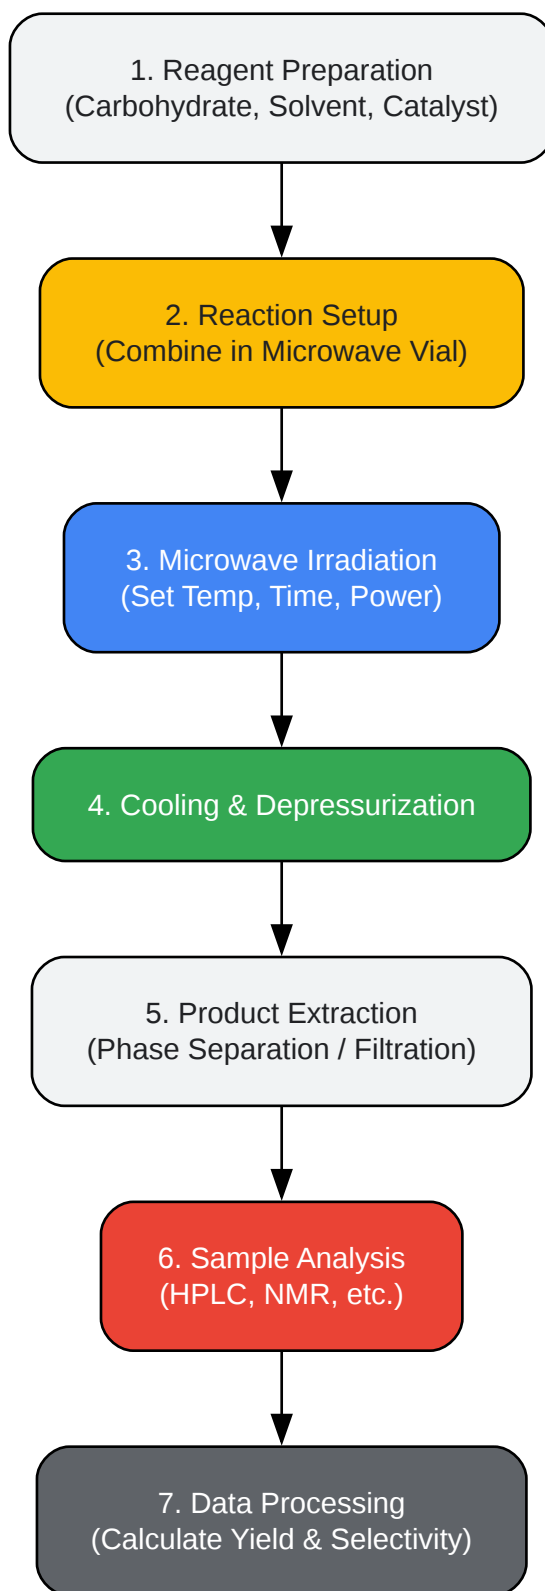 1. Reagent Preparation
(Carbohydrate, Solvent, Catalyst)
2. Reaction Setup
(Combine in Microwave Vial)
3. Microwave Irradiation
(Set Temp, Time, Power)
4. Cooling & Depressurization
5. Product Extraction
(Phase Separation / Filtration)
6. Sample Analysis
(HPLC, NMR, etc.)
7. Data Processing
(Calculate Yield & Selectivity)